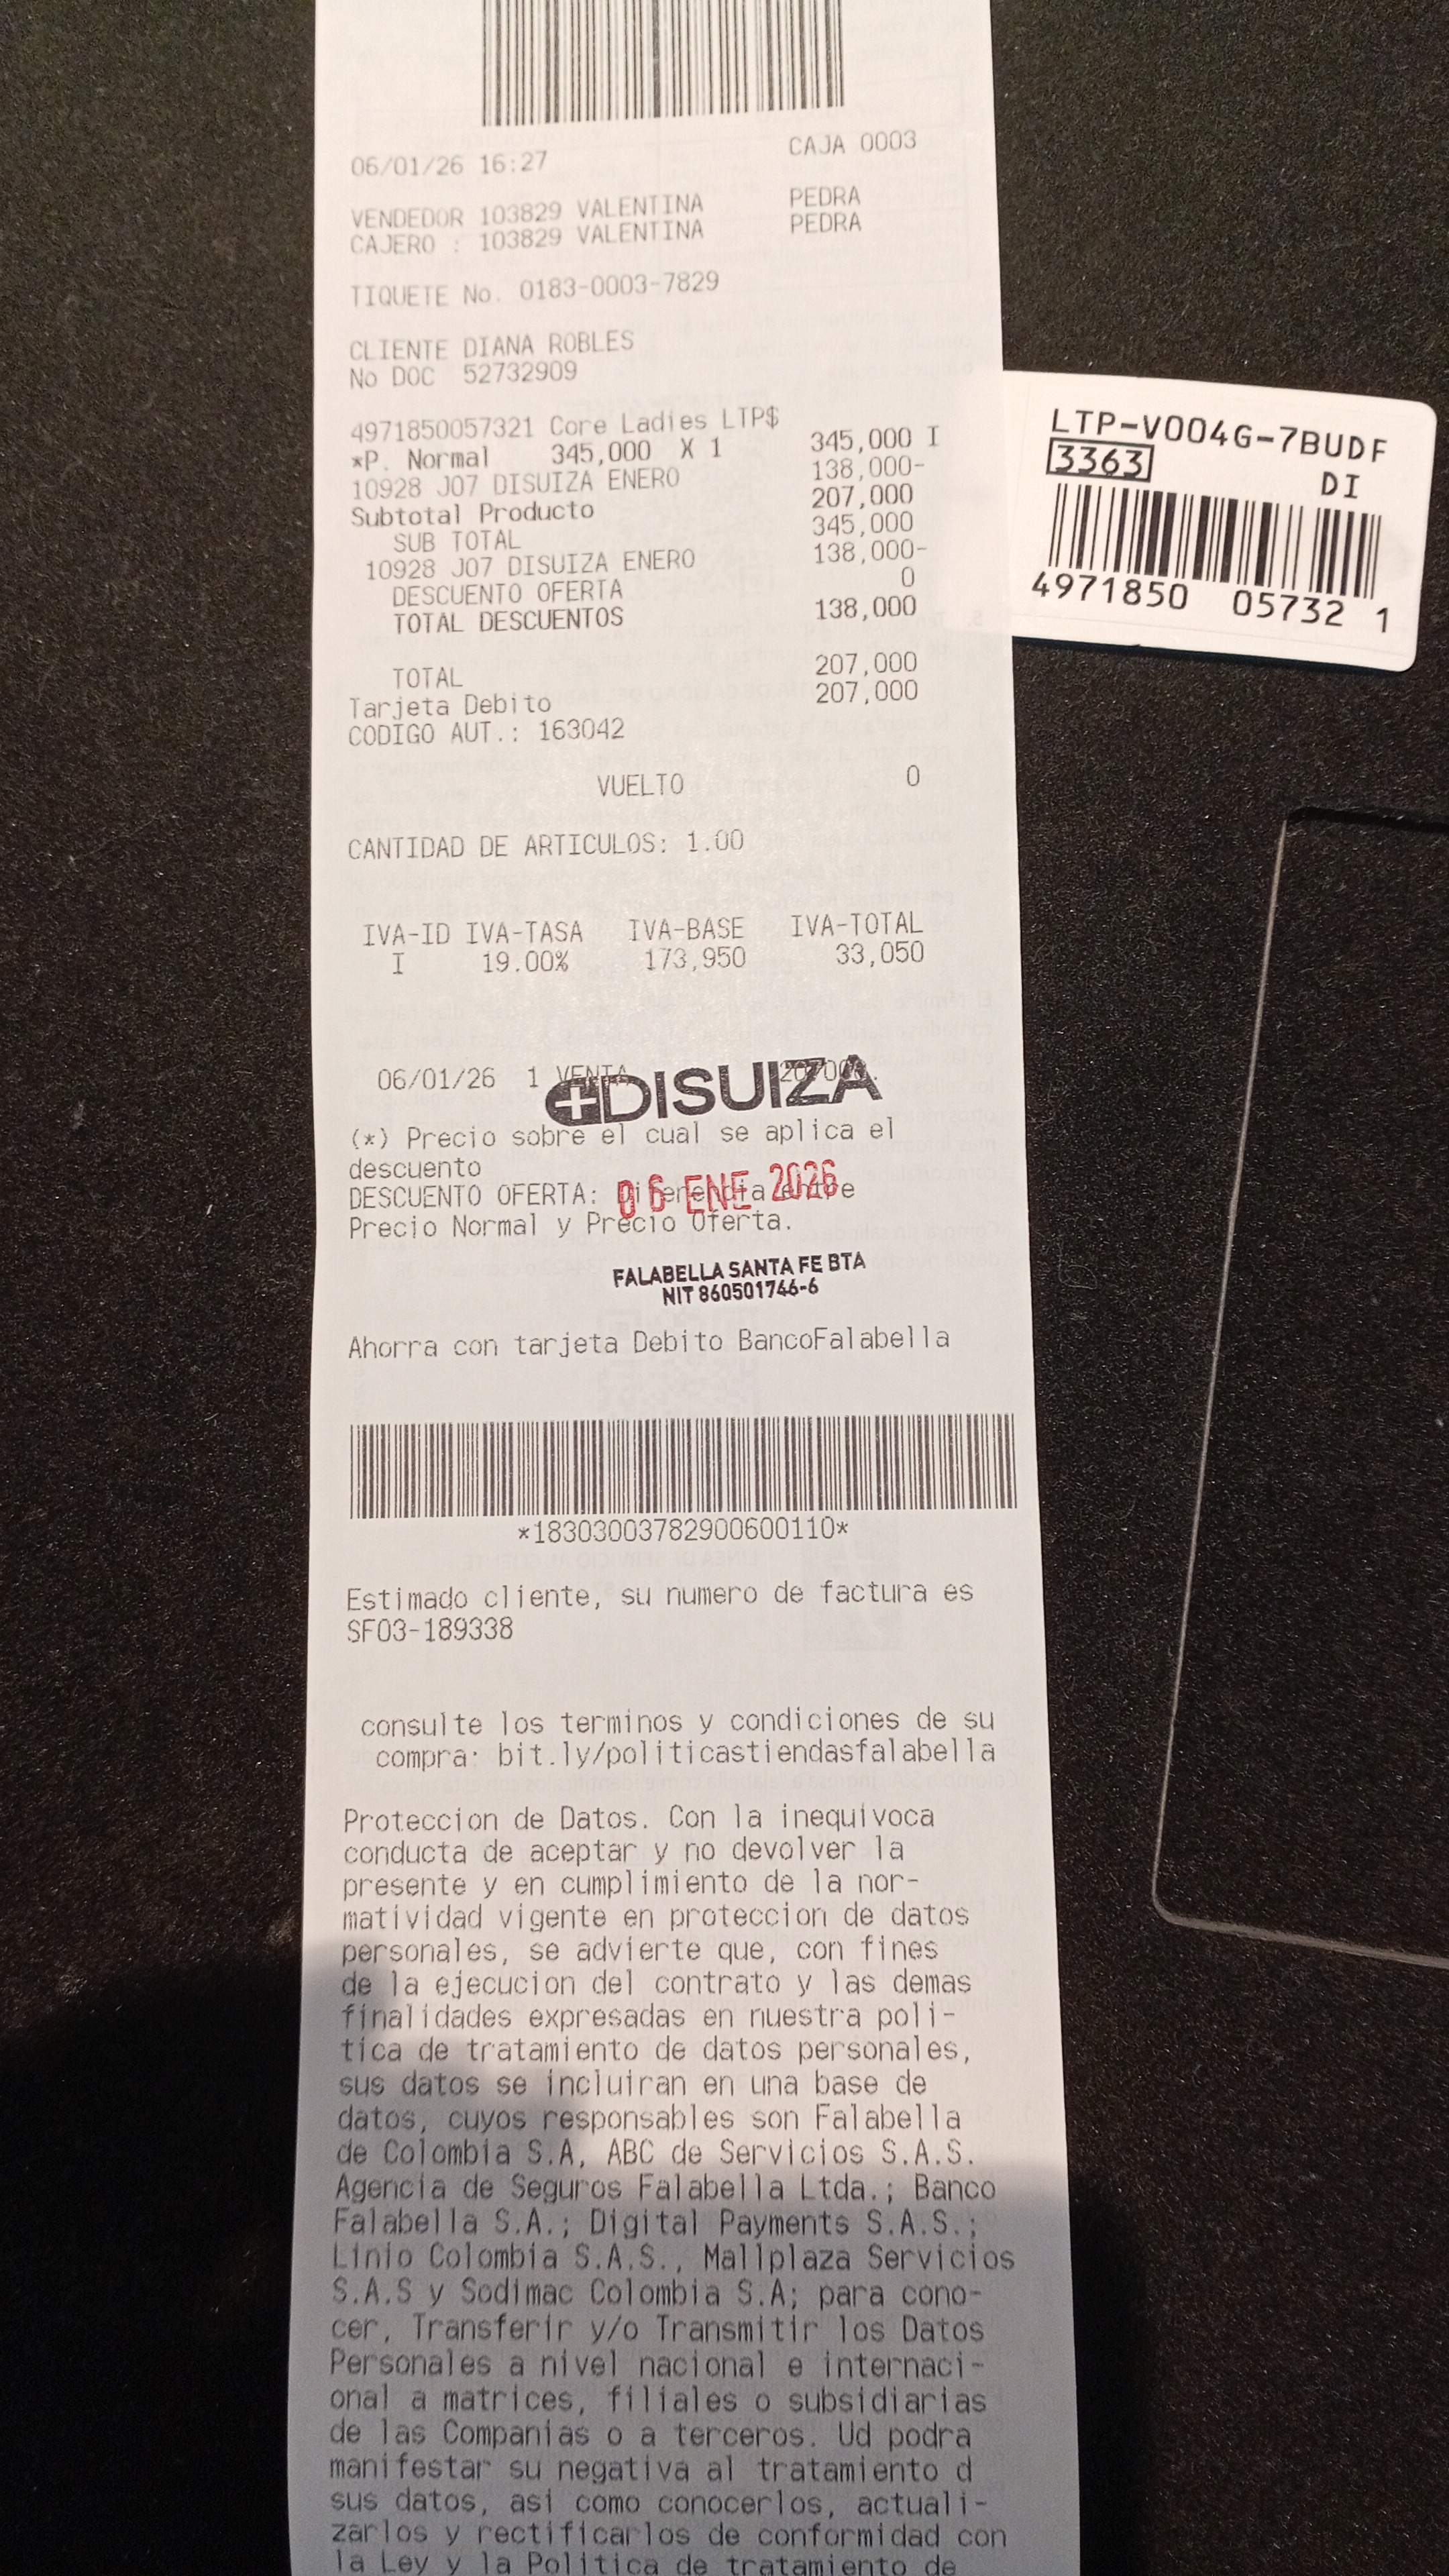 06/01/26 16:27 CAJA 0003
VENDEDOR 103829 VALENTINA PEDRA
CAJERO : 103829 VALENTINA PEDRA
TIQUETE No. 0183-0003-7829
CLIENTE DIANA ROBLES
No DOC 52732909
4971850057321 Core Ladies LTP$
*P. Normal 345,000 X 1 345,000 I
10928 J07 DISUIZA ENERO 138,000-
Subtotal Producto 207,000
SUB TOTAL 345,000
10928 J07 DISUIZA ENERO 138,000-
DESCUENTO OFERTA 0
TOTAL DESCUENTOS 138,000
TOTAL 207,000
Tarjeta Debito 207,000
CODIGO AUT.: 163042
VUELTO 0
CANTIDAD DE ARTICULOS: 1.00
IVA-ID IVA-TASA IVA-BASE IVA-TOTAL
I 19.00% 173,950 33,050
06/01/26 1 VENTA
DISUIZA
(*) Precio sobre el cual se aplica el
descuento
06 ENE 2026
DESCUENTO OFERTA: Diferencia entre
Precio Normal y Precio Oferta.
FALABELLA SANTA FE BTA
NIT 860501746-6
Ahorra con tarjeta Debito BancoFalabella
*18303003782900600110*
Estimado cliente, su numero de factura es
SF03-189338
consulte los terminos y condiciones de su
compra: bit.ly/politicastiendasfalabella
Proteccion de Datos. Con la inequivoca
conducta de aceptar y no devolver la
presente y en cumplimiento de la nor-
matividad vigente en proteccion de datos
personales, se advierte que, con fines
de la ejecucion del contrato y las demas
finalidades expresadas en nuestra poli-
tica de tratamiento de datos personales,
sus datos se incluiran en una base de
datos, cuyos responsables son Falabella
de Colombia S.A, ABC de Servicios S.A.S.
Agencia de Seguros Falabella Ltda.; Banco
Falabella S.A.; Digital Payments S.A.S.;
Linio Colombia S.A.S., Mallplaza Servicios
S.A.S y Sodimac Colombia S.A; para cono-
cer, Transferir y/o Transmitir los Datos
Personales a nivel nacional e internaci-
onal a matrices, filiales o subsidiarias
de las Companias o a terceros. Ud podra
manifestar su negativa al tratamiento d
sus datos, asi como conocerlos, actuali-
zarlos y rectificarlos de conformidad con
la Ley y la Politica de tratamiento de
LTP-V004G-7BUDF
3363 DI
4971850 05732 1